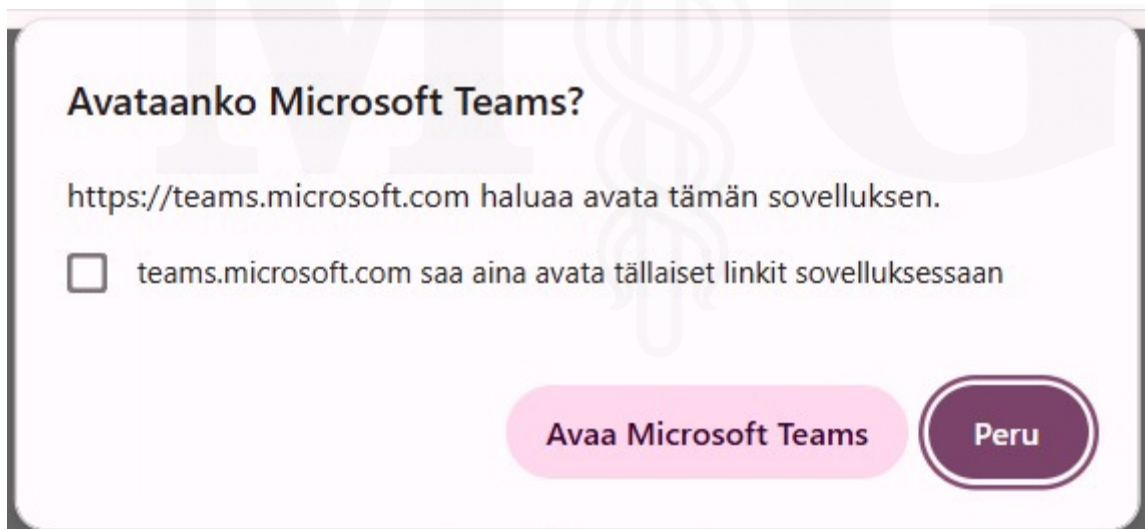 Avataanko Microsoft Teams?
https://teams.microsoft.com haluaa avata tämän sovelluksen.
teams.microsoft.com saa aina avata tällaiset linkit sovelluksessaan
Avaa Microsoft Teams
Peru
M G